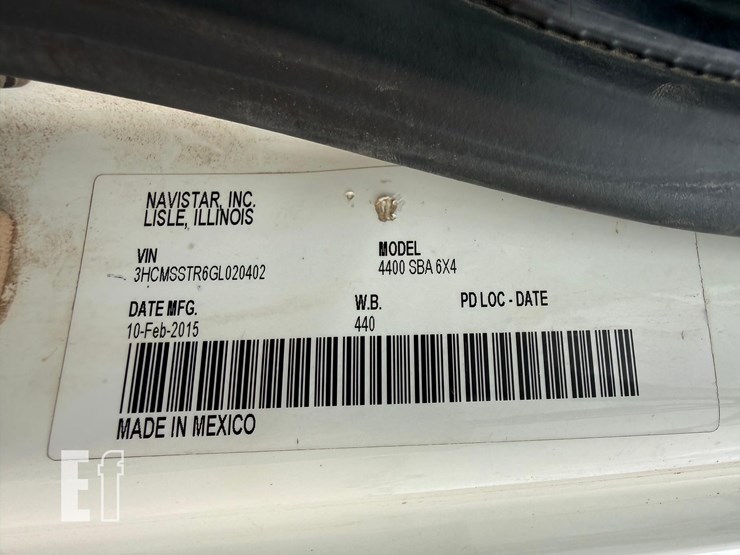 NAVISTAR, INC.
LISLE, ILLINOIS
VIN
3HCMSSTR6GL020402
MODEL
4400 SBA 6X4
DATE MFG.
10-Feb-2015
W.B.
440
PD LOC - DATE
MADE IN MEXICO
Ef